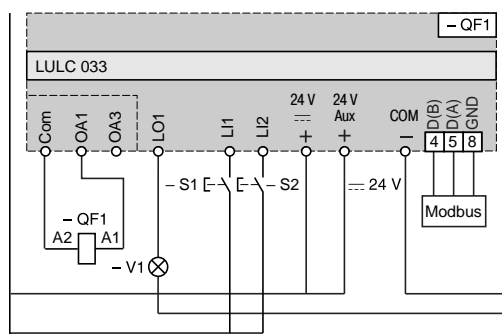 – QF1
LULC 033
Com
OA1
OA3
LO1
LI1
LI2
24 V
+
24 V
Aux
+
COM
–
D(B)
D(A)
GND
4 5 8
– S1
– S2
24 V
Modbus
– QF1
A2 A1
– V1